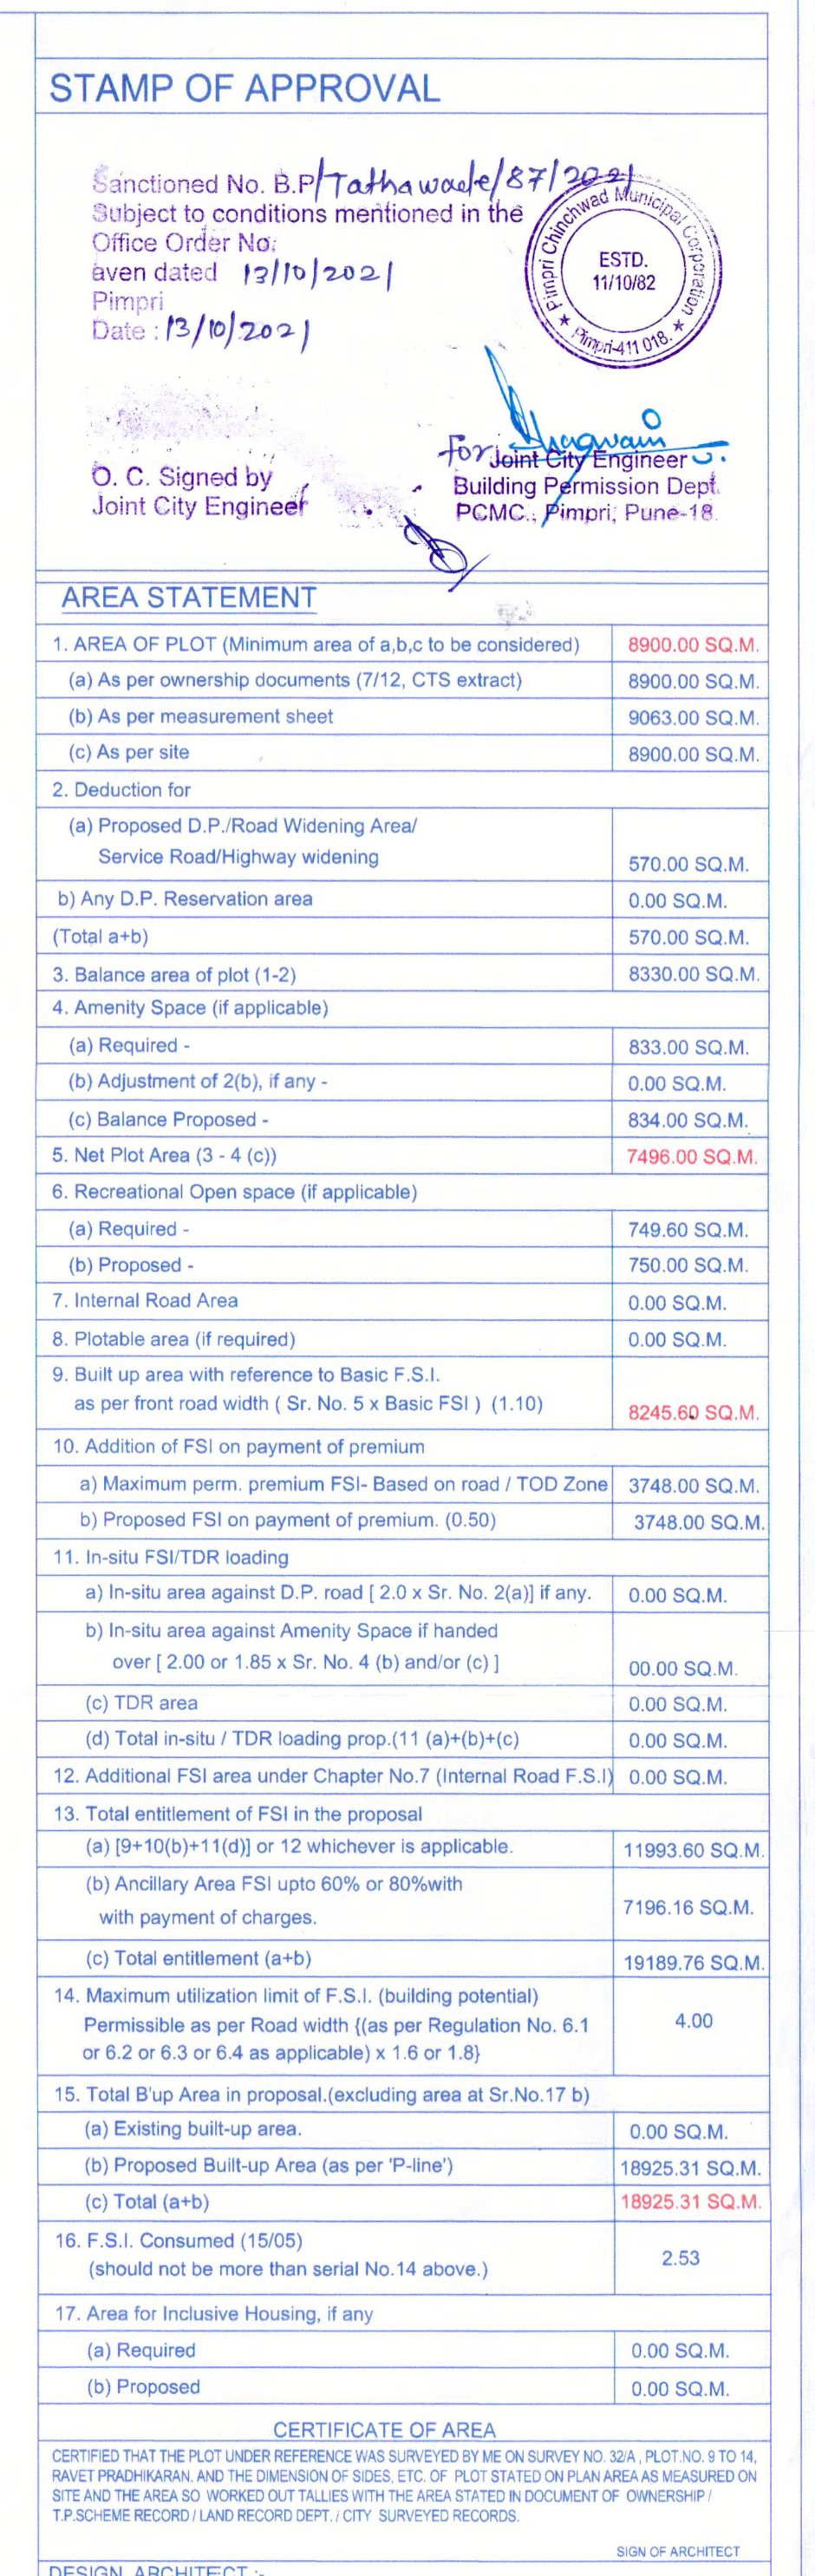 STAMP OF APPROVAL
Sanctioned No. B.P/Tathawade/87/2021
Subject to conditions mentioned in the
Office Order No.
even dated 13/10/2021
Pimpri
Date : 13/10/2021
Pimpri Chinchwad Municipal Corporation
★ Pimpri-411 018. ★
ESTD.
11/10/82
O. C. Signed by
Joint City Engineer
For Joint City Engineer
Building Permission Dept.
PCMC., Pimpri, Pune-18.
AREA STATEMENT
1. AREA OF PLOT (Minimum area of a,b,c to be considered) 8900.00 SQ.M.
(a) As per ownership documents (7/12, CTS extract) 8900.00 SQ.M.
(b) As per measurement sheet 9063.00 SQ.M.
(c) As per site 8900.00 SQ.M.
2. Deduction for
(a) Proposed D.P./Road Widening Area/
Service Road/Highway widening 570.00 SQ.M.
b) Any D.P. Reservation area 0.00 SQ.M.
(Total a+b) 570.00 SQ.M.
3. Balance area of plot (1-2) 8330.00 SQ.M.
4. Amenity Space (if applicable)
(a) Required - 833.00 SQ.M.
(b) Adjustment of 2(b), if any - 0.00 SQ.M.
(c) Balance Proposed - 834.00 SQ.M.
5. Net Plot Area (3 - 4 (c)) 7496.00 SQ.M.
6. Recreational Open space (if applicable)
(a) Required - 749.60 SQ.M.
(b) Proposed - 750.00 SQ.M.
7. Internal Road Area 0.00 SQ.M.
8. Plotable area (if required) 0.00 SQ.M.
9. Built up area with reference to Basic F.S.I.
as per front road width ( Sr. No. 5 x Basic FSI ) (1.10) 8245.60 SQ.M.
10. Addition of FSI on payment of premium
a) Maximum perm. premium FSI- Based on road / TOD Zone 3748.00 SQ.M.
b) Proposed FSI on payment of premium. (0.50) 3748.00 SQ.M.
11. In-situ FSI/TDR loading
a) In-situ area against D.P. road [ 2.0 x Sr. No. 2(a)] if any. 0.00 SQ.M.
b) In-situ area against Amenity Space if handed
over [ 2.00 or 1.85 x Sr. No. 4 (b) and/or (c) ] 00.00 SQ.M.
(c) TDR area 0.00 SQ.M.
(d) Total in-situ / TDR loading prop.(11 (a)+(b)+(c) 0.00 SQ.M.
12. Additional FSI area under Chapter No.7 (Internal Road F.S.I) 0.00 SQ.M.
13. Total entitlement of FSI in the proposal
(a) [9+10(b)+11(d)] or 12 whichever is applicable. 11993.60 SQ.M.
(b) Ancillary Area FSI upto 60% or 80%with
with payment of charges. 7196.16 SQ.M.
(c) Total entitlement (a+b) 19189.76 SQ.M.
14. Maximum utilization limit of F.S.I. (building potential)
Permissible as per Road width {(as per Regulation No. 6.1 4.00
or 6.2 or 6.3 or 6.4 as applicable) x 1.6 or 1.8}
15. Total B'up Area in proposal.(excluding area at Sr.No.17 b)
(a) Existing built-up area. 0.00 SQ.M.
(b) Proposed Built-up Area (as per 'P-line') 18925.31 SQ.M.
(c) Total (a+b) 18925.31 SQ.M.
16. F.S.I. Consumed (15/05) 2.53
(should not be more than serial No.14 above.)
17. Area for Inclusive Housing, if any
(a) Required 0.00 SQ.M.
(b) Proposed 0.00 SQ.M.
CERTIFICATE OF AREA
CERTIFIED THAT THE PLOT UNDER REFERENCE WAS SURVEYED BY ME ON SURVEY NO. 32/A , PLOT.NO. 9 TO 14,
RAVET PRADHIKARAN. AND THE DIMENSION OF SIDES, ETC. OF PLOT STATED ON PLAN AREA AS MEASURED ON
SITE AND THE AREA SO WORKED OUT TALLIES WITH THE AREA STATED IN DOCUMENT OF OWNERSHIP /
T.P.SCHEME RECORD / LAND RECORD DEPT. / CITY SURVEYED RECORDS.
SIGN OF ARCHITECT
DESIGN ARCHITECT :-